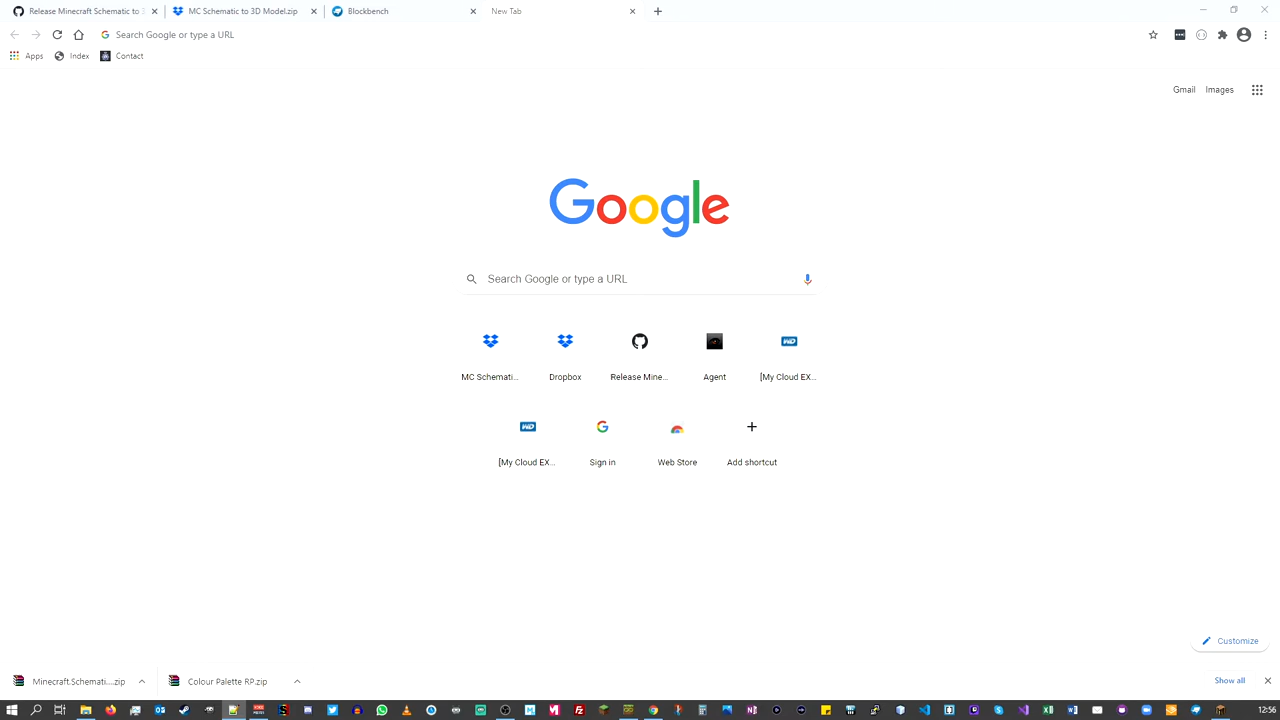 Release Minecraft Schematic to 3
MC Schematic to 3D Model.zip
Blockbench
New Tab
Search Google or type a URL
Apps
Index
Contact
Gmail
Images
Google
Search Google or type a URL
MC Schemati...
Dropbox
Release Mine...
Agent
[My Cloud EX...
[My Cloud EX...
Sign in
Web Store
Add shortcut
Customize
Minecraft.Schemati....zip
Colour Palette RP.zip
Show all
12:56